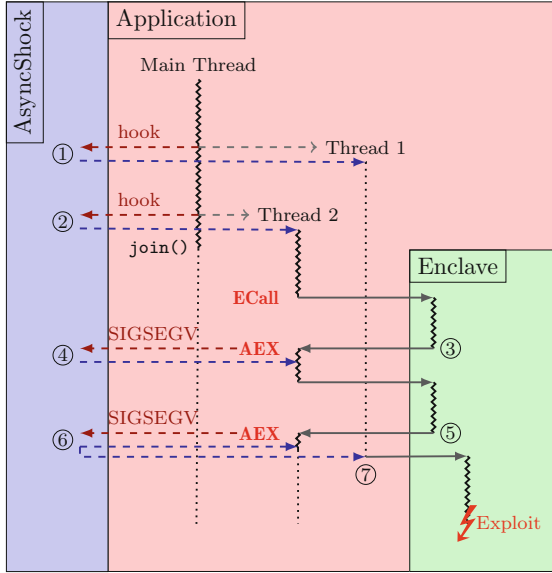 AsyncShock
Application
Main Thread
hook
① Thread 1
hook
② Thread 2
join()
Enclave
ECall
SIGSEGV AEX ③
④
SIGSEGV AEX ⑤
⑥
⑦
Exploit